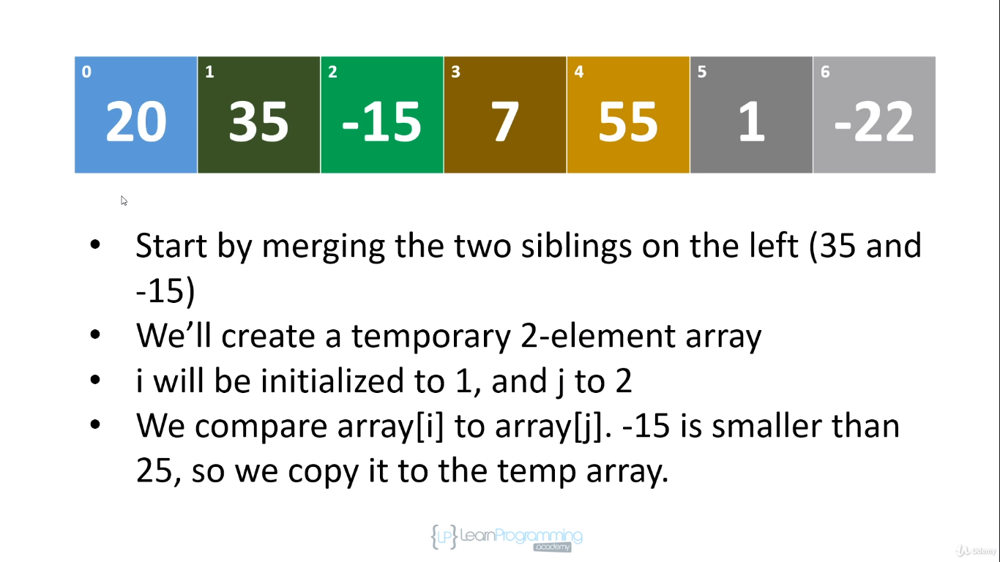 0 1 2 3 4 5 6
20 35 -15 7 55 1 -22
• Start by merging the two siblings on the left (35 and
-15)
• We’ll create a temporary 2-element array
• i will be initialized to 1, and j to 2
• We compare array[i] to array[j]. -15 is smaller than
25, so we copy it to the temp array.
{LP} LearnProgramming
.academy
Udemy